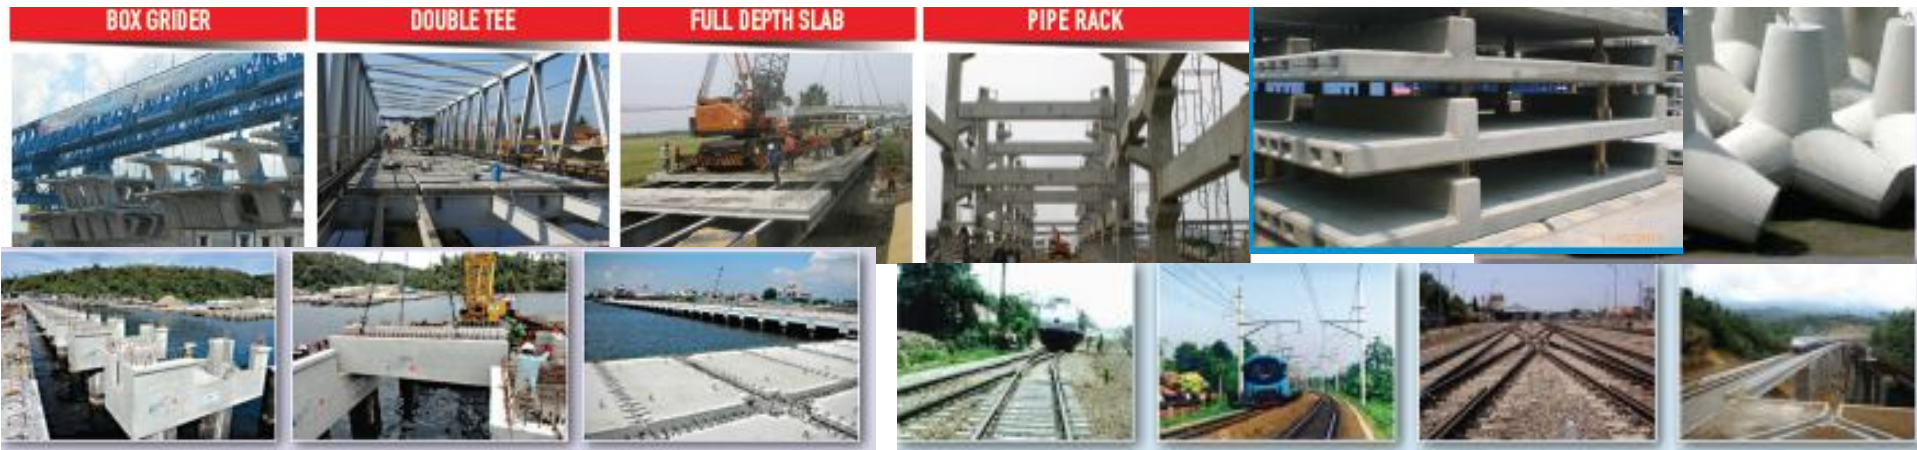 BOX GRIDER
DOUBLE TEE
FULL DEPTH SLAB
PIPE RACK